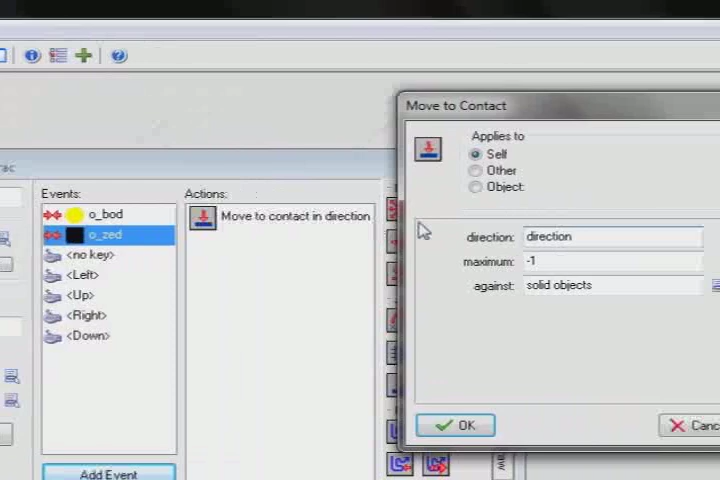 Move to Contact
Applies to
Self
Other
Object:
Events:
Actions:
o_bod
o_zed
<no key>
<Left>
<Up>
<Right>
<Down>
Move to contact in direction
direction: direction
maximum: -1
against: solid objects
OK
Add Event